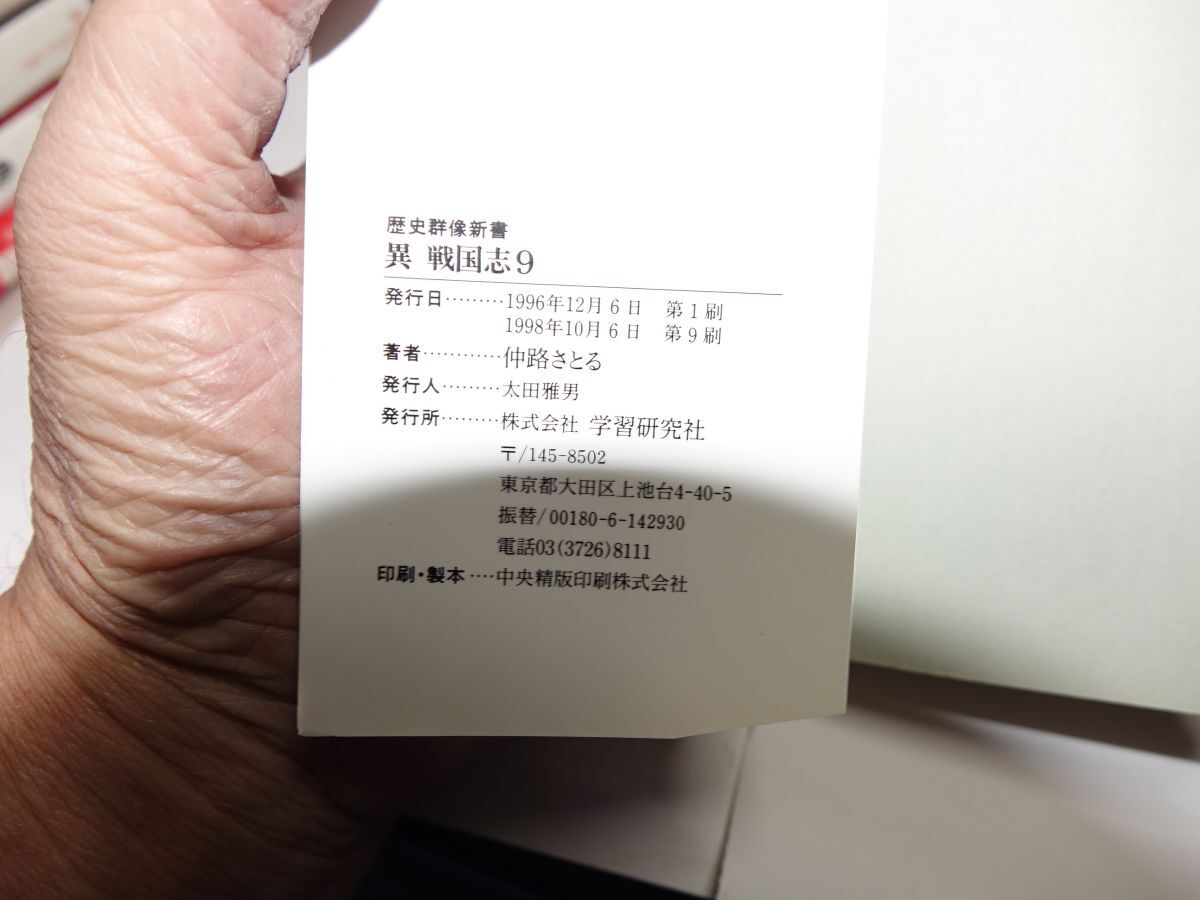 歴史群像新書
異 戦国志9
発行日………1996年12月6日 第1刷
1998年10月6日 第9刷
著者…………仲路さとる
発行人………太田雅男
発行所………株式会社 学習研究社
〒/145-8502
東京都大田区上池台4-40-5
振替/00180-6-142930
電話03(3726)8111
印刷・製本‥‥中央精版印刷株式会社